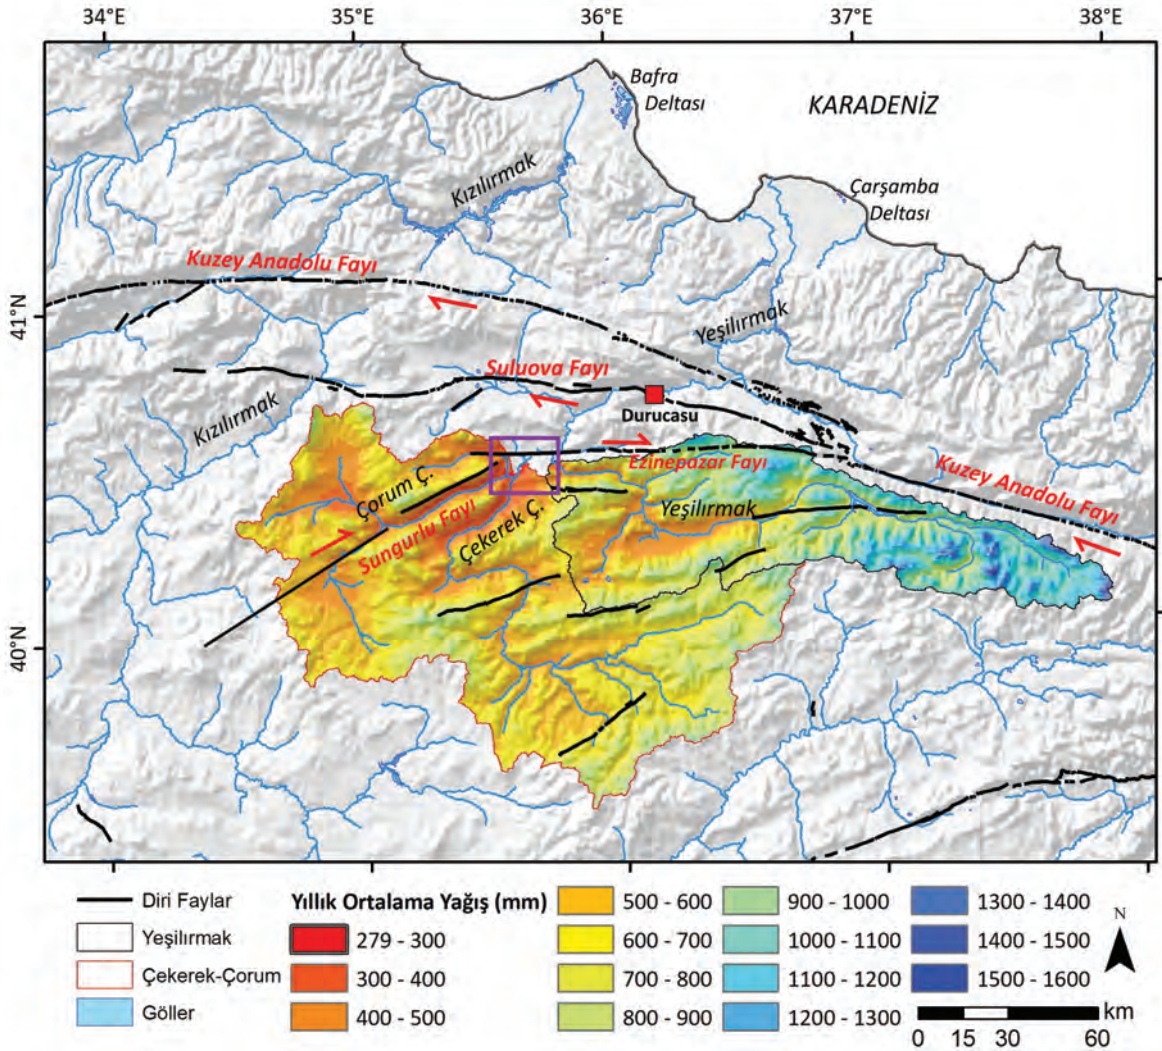 34°E
35°E
36°E
37°E
38°E
Bafra
Deltası
KARADENİZ
Kızılırmak
Çarşamba
Deltası
Kuzey Anadolu Fayı
41°N
Yeşilırmak
Suluova Fayı
Durucasu
Kızılırmak
Ezinepazar Fayı
Kuzey Anadolu Fayı
Çorum Ç.
Yeşilırmak
Sungurlu Fayı
Çekerek Ç.
40°N
Diri Faylar
Yeşilırmak
Çekerek-Çorum
Göller
Yıllık Ortalama Yağış (mm)
279 - 300
300 - 400
400 - 500
500 - 600
600 - 700
700 - 800
800 - 900
900 - 1000
1000 - 1100
1100 - 1200
1200 - 1300
1300 - 1400
1400 - 1500
1500 - 1600
N
km
0 15 30 60